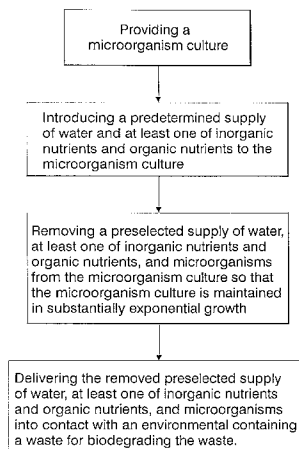 Providing a
microorganism culture
Introducing a predetermined supply
of water and at least one of inorganic
nutrients and organic nutrients to the
microorganism culture
Removing a preselected supply of water,
at least one of inorganic nutrients and
organic nutrients, and microorganisms
from the microorganism culture so that
the microorganism culture is maintained
in substantially exponential growth
Delivering the removed preselected supply
of water, at least one of inorganic nutrients
and organic nutrients, and microorganisms
into contact with an environmental containing
a waste for biodegrading the waste.